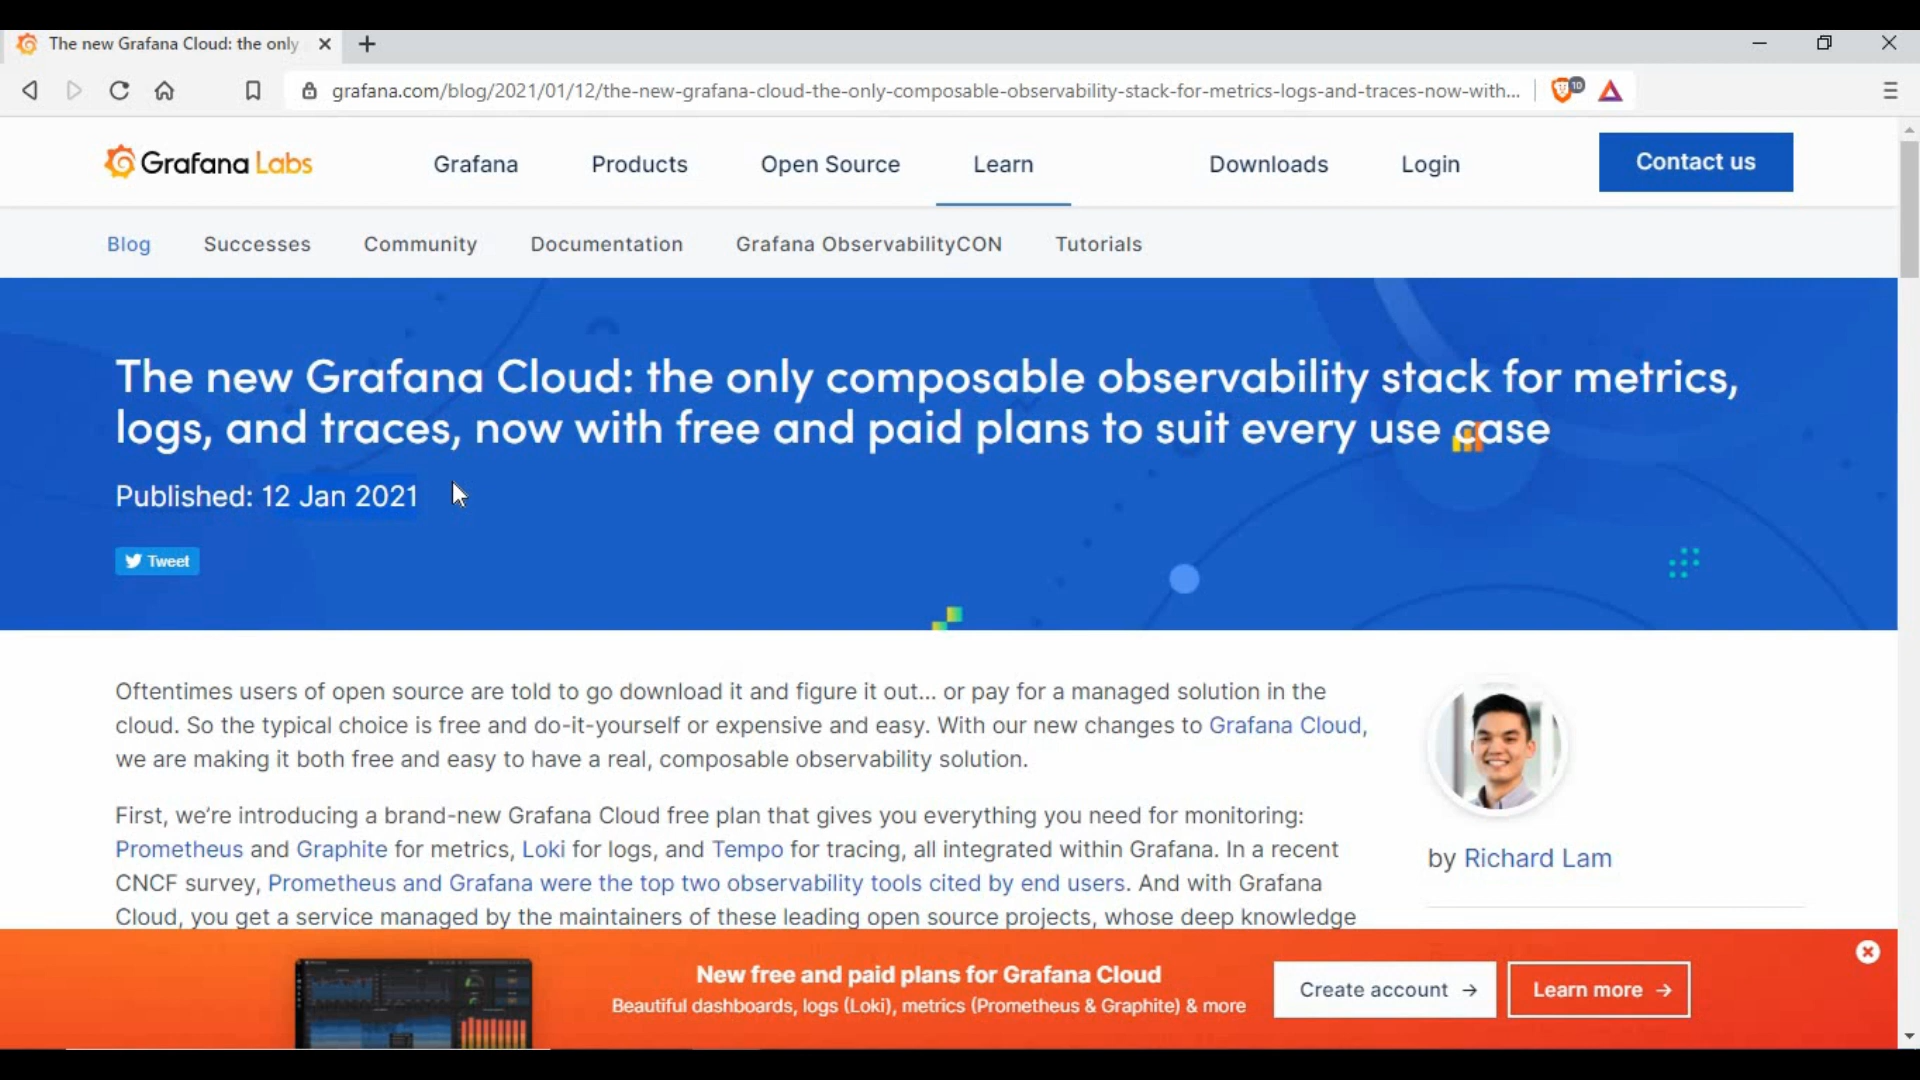 The new Grafana Cloud: the only
grafana.com/blog/2021/01/12/the-new-grafana-cloud-the-only-composable-observability-stack-for-metrics-logs-and-traces-now-with...
10
Grafana Labs
Grafana
Products
Open Source
Learn
Downloads
Login
Contact us
Blog
Successes
Community
Documentation
Grafana ObservabilityCON
Tutorials
The new Grafana Cloud: the only composable observability stack for metrics,
logs, and traces, now with free and paid plans to suit every use case
Published: 12 Jan 2021
Tweet
Oftentimes users of open source are told to go download it and figure it out... or pay for a managed solution in the
cloud. So the typical choice is free and do-it-yourself or expensive and easy. With our new changes to Grafana Cloud,
we are making it both free and easy to have a real, composable observability solution.
First, we're introducing a brand-new Grafana Cloud free plan that gives you everything you need for monitoring:
Prometheus and Graphite for metrics, Loki for logs, and Tempo for tracing, all integrated within Grafana. In a recent
CNCF survey, Prometheus and Grafana were the top two observability tools cited by end users. And with Grafana
Cloud, you get a service managed by the maintainers of these leading open source projects, whose deep knowledge
by Richard Lam
New free and paid plans for Grafana Cloud
Beautiful dashboards, logs (Loki), metrics (Prometheus & Graphite) & more
Create account →
Learn more →